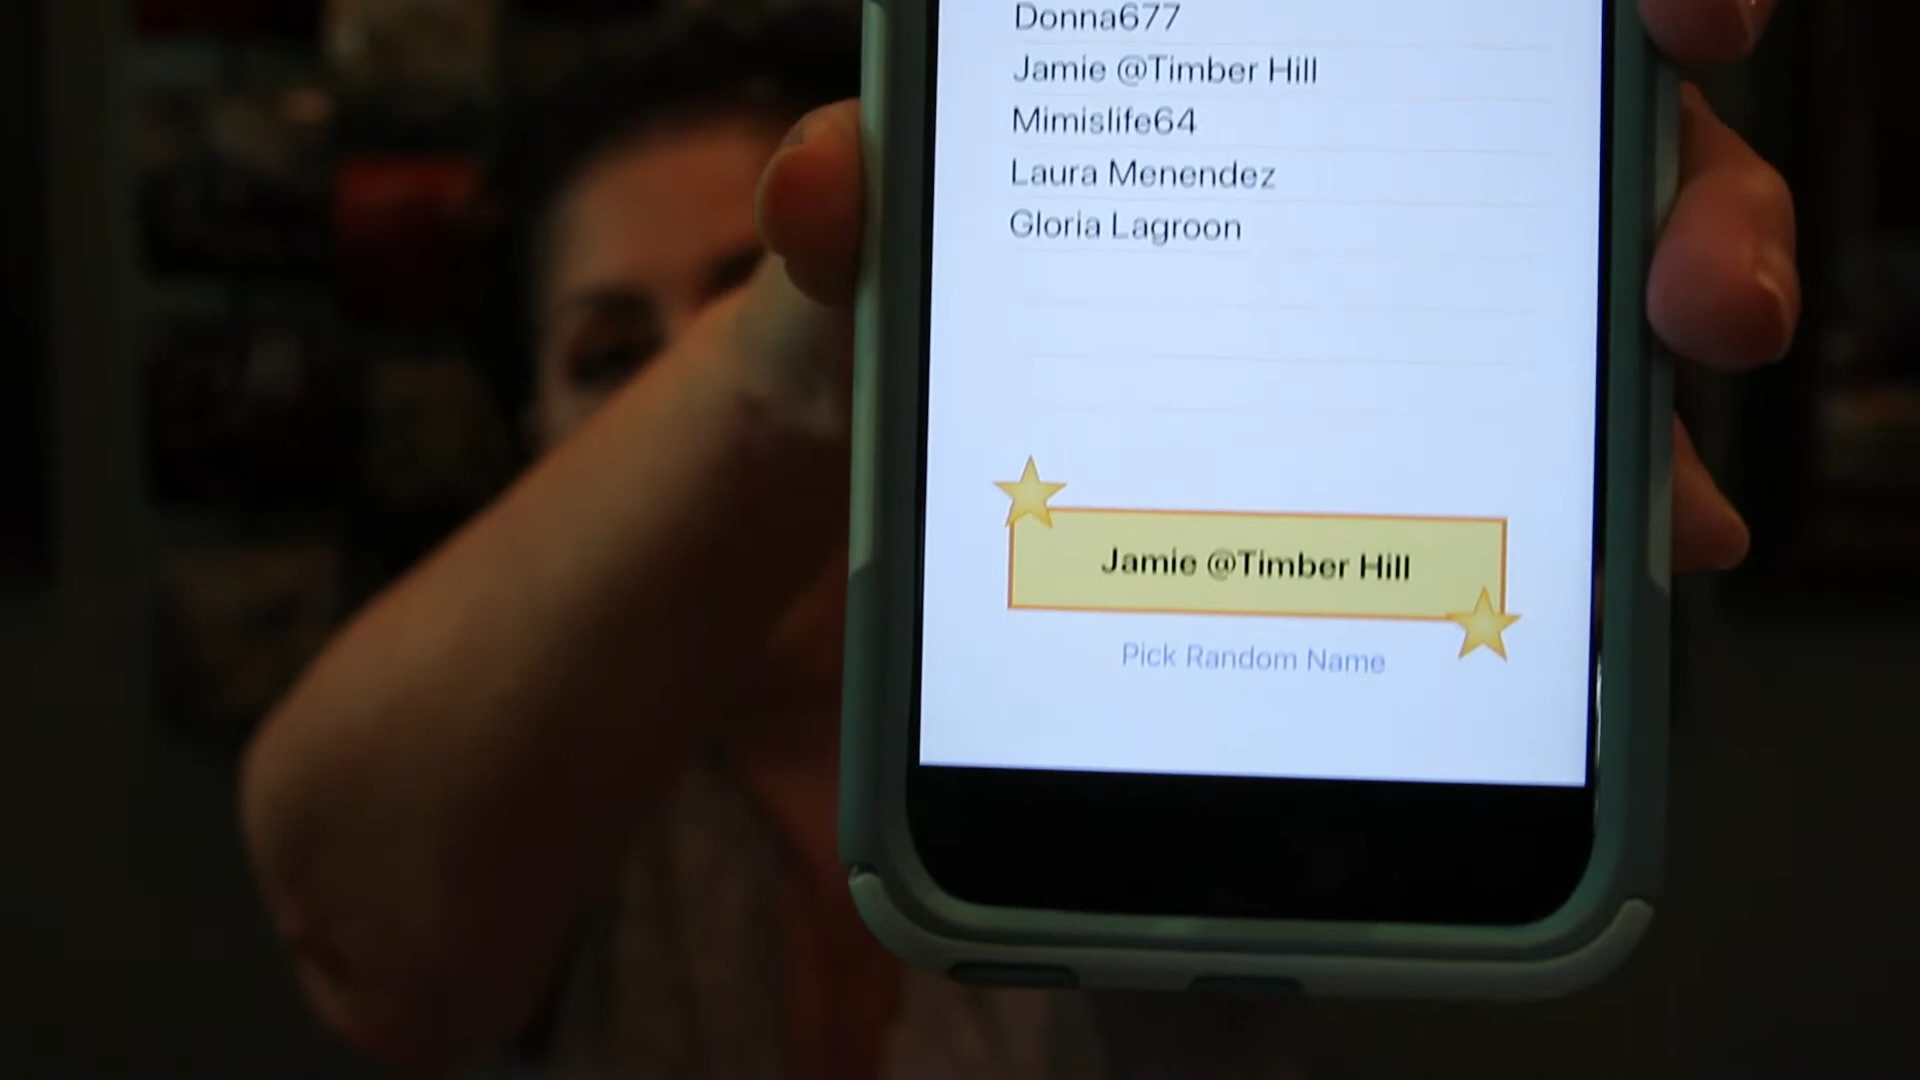 Donna677
Jamie @Timber Hill
Mimislife64
Laura Menendez
Gloria Lagroon
Jamie @Timber Hill
Pick Random Name